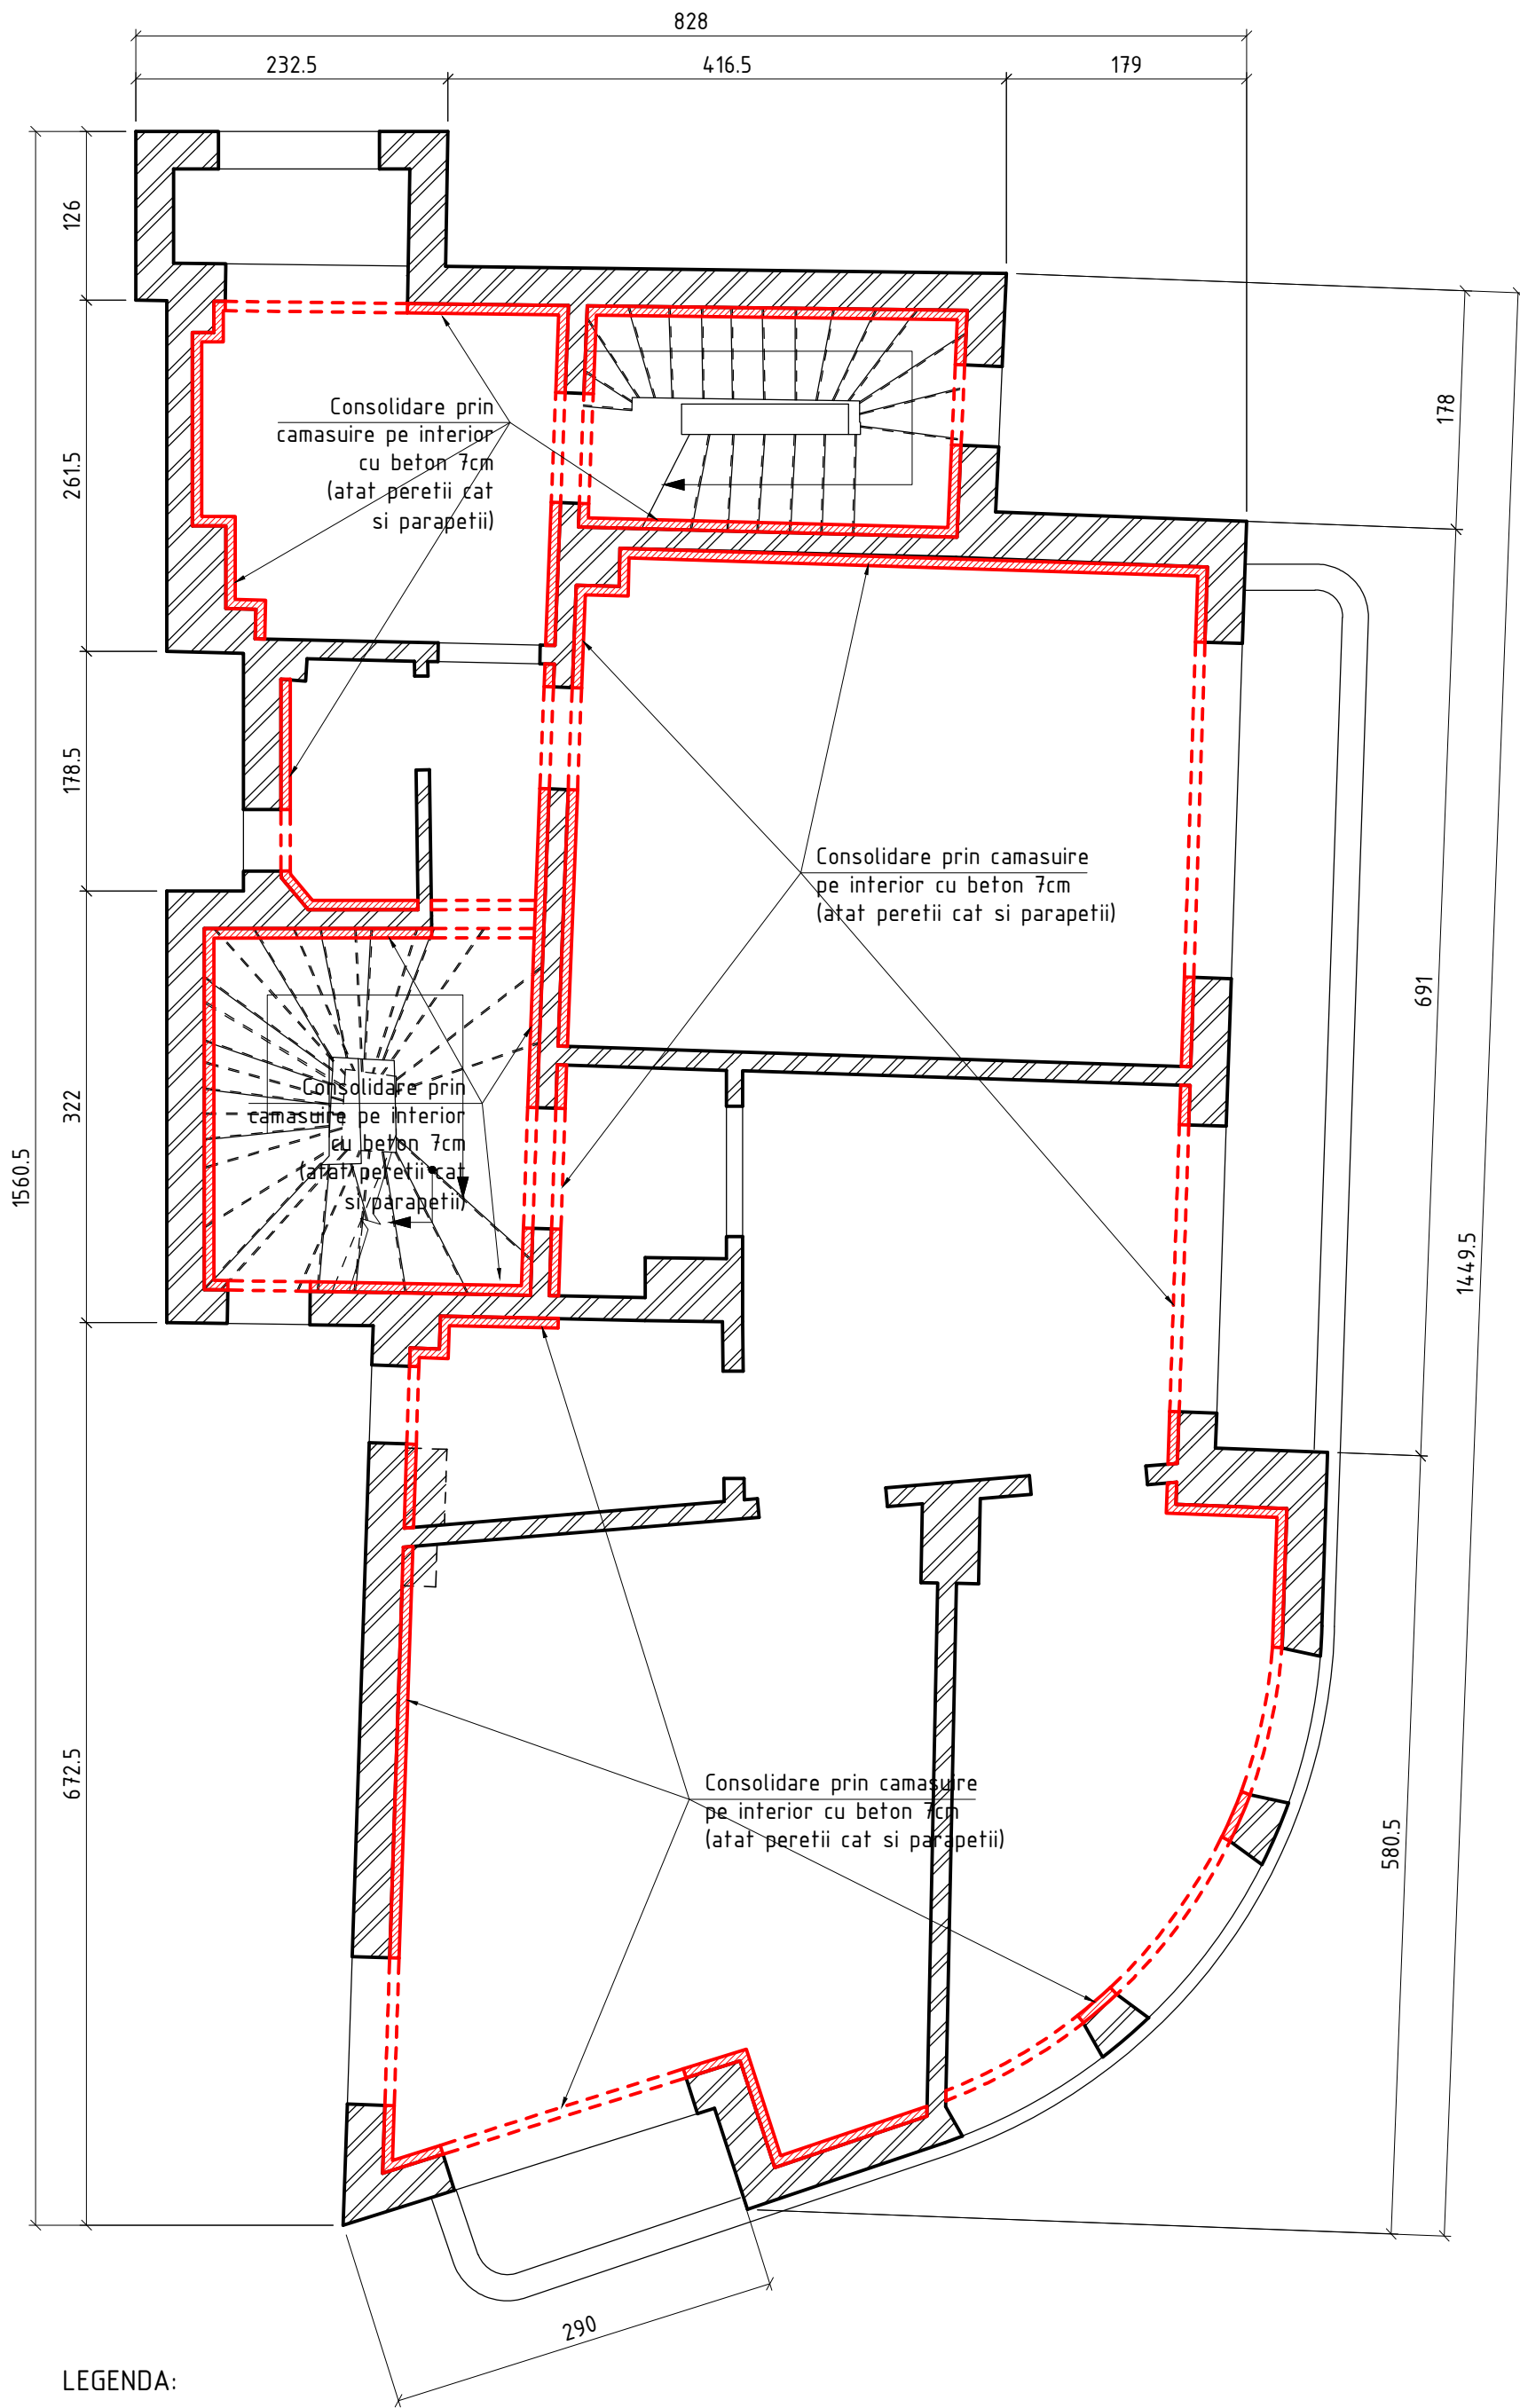 828
232.5
416.5
179
126
261.5
178.5
322
672.5
1560.5
178
691
1449.5
580.5
290
Consolidare prin
camasuire pe interior
cu beton 7cm
(atat peretii cat
si parapetii)
Consolidare prin camasuire
pe interior cu beton 7cm
(atat peretii cat si parapetii)
Consolidare prin
camasuire pe interior
cu beton 7cm
(atat peretii cat
si parapetii)
Consolidare prin camasuire
pe interior cu beton 7cm
(atat peretii cat si parapetii)
LEGENDA: